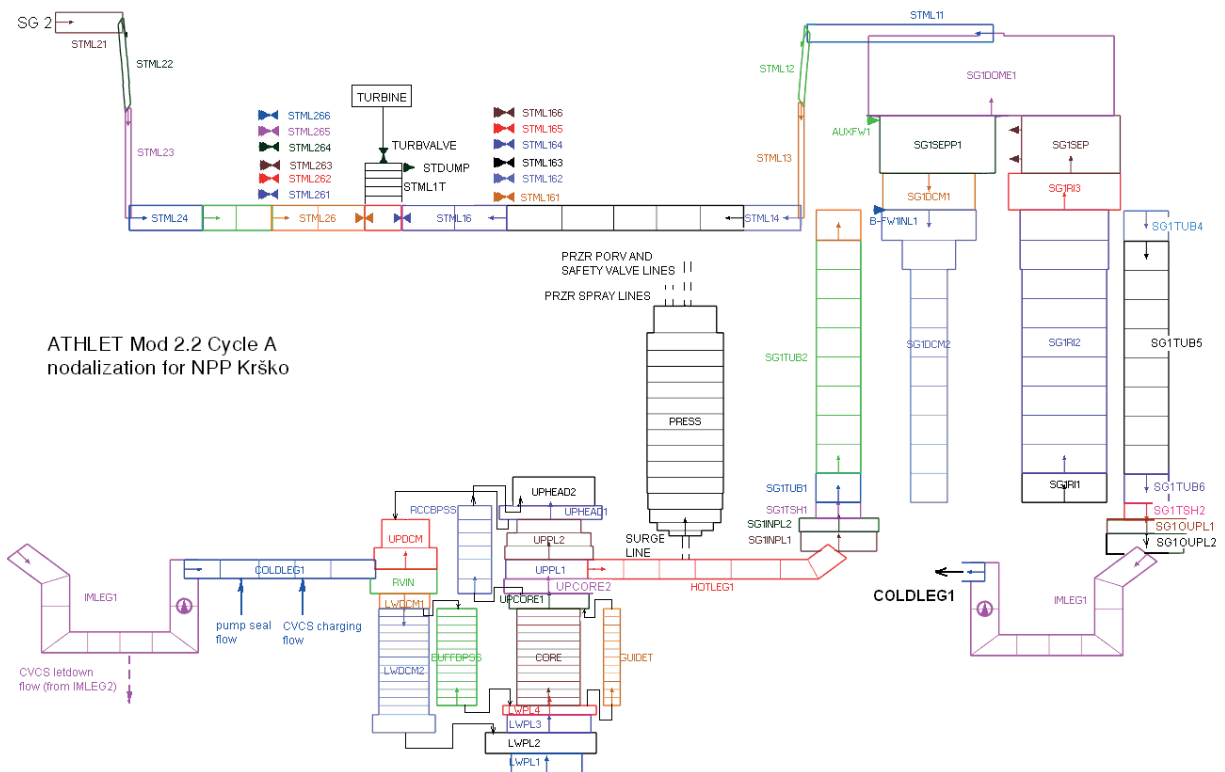 SG 2
STML21
STML22
STML23
STML24
STML26
STML266
STML265
STML264
STML263
STML262
STML261
TURBINE
TURBVALVE
STDUMP
STML1T
STML166
STML165
STML164
STML163
STML162
STML161
STML16
STML14
STML13
STML12
STML11
SG1DOME1
AUXFW1
SG1SEPP1
SG1SEP
SG1DCM1
SG1RI3
B-FW1INL1
SG1TUB4
PRZR PORV AND
SAFETY VALVE LINES
PRZR SPRAY LINES
ATHLET Mod 2.2 Cycle A
nodalization for NPP Krško
SG1TUB2
SG1DCM2
SG1RI2
SG1TUB5
PRESS
SG1TUB1
SG1RI1
SG1TUB6
SG1TSH1
SG1TSH2
SG1INPL2
SG1OUPL1
SG1INPL1
SG1OUPL2
SURGE
LINE
UPHEAD2
RCCBPSS
UPHEAD1
UPDCM
UPPL2
COLDLEG1
UPPL1
HOTLEG1
RVIN
UPCORE2
UPCORE1
LWDCM1
IMLEG1
pump seal
flow
CVCS charging
flow
CVCS letdown
flow (from IMLEG2)
LWDCM2
BUFFBPSS
CORE
GUIDET
LWPL4
LWPL3
LWPL2
LWPL1
COLDLEG1
IMLEG1